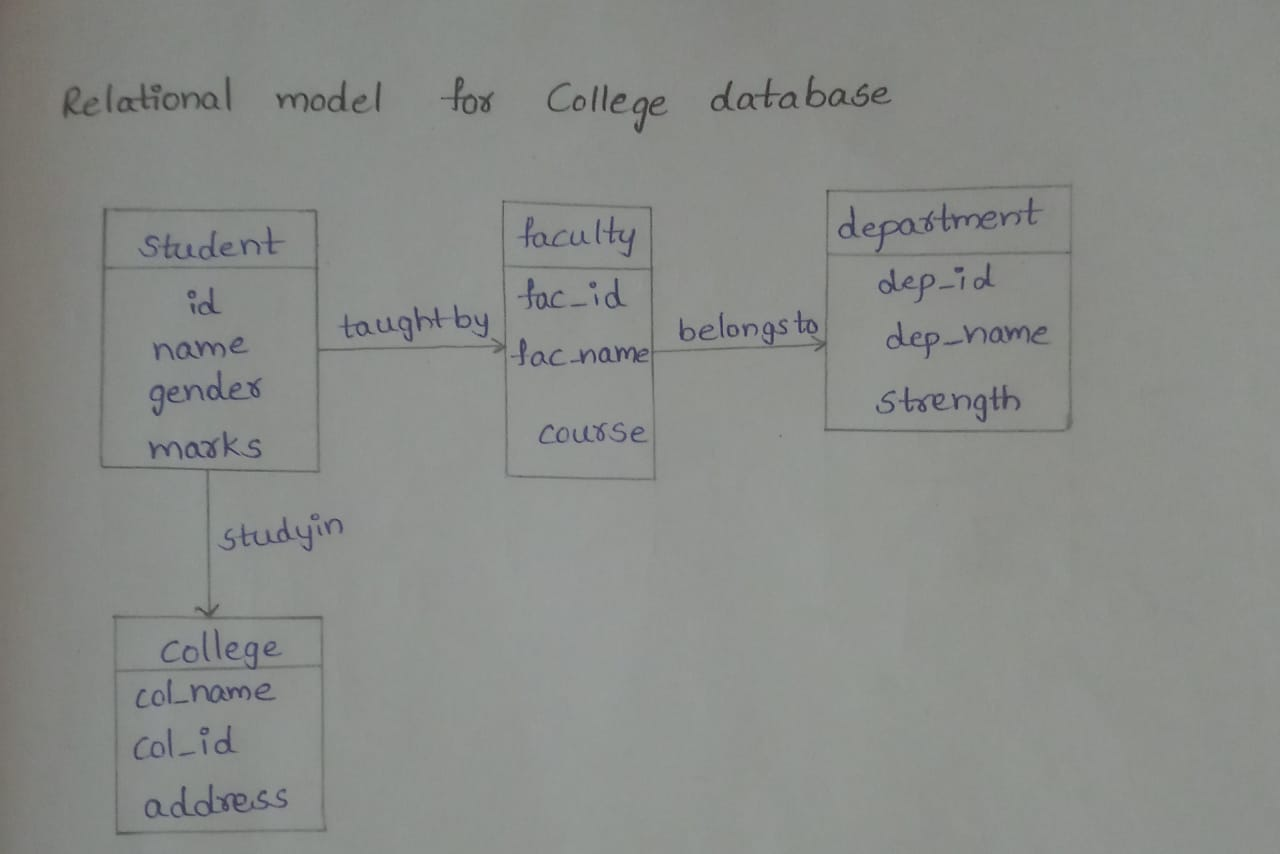 Relational model for College database
Student
id
name
gender
marks
taught by
faculty
fac_id
fac_name
course
belongs to
department
dep_id
dep_name
strength
studyin
college
col_name
col_id
address